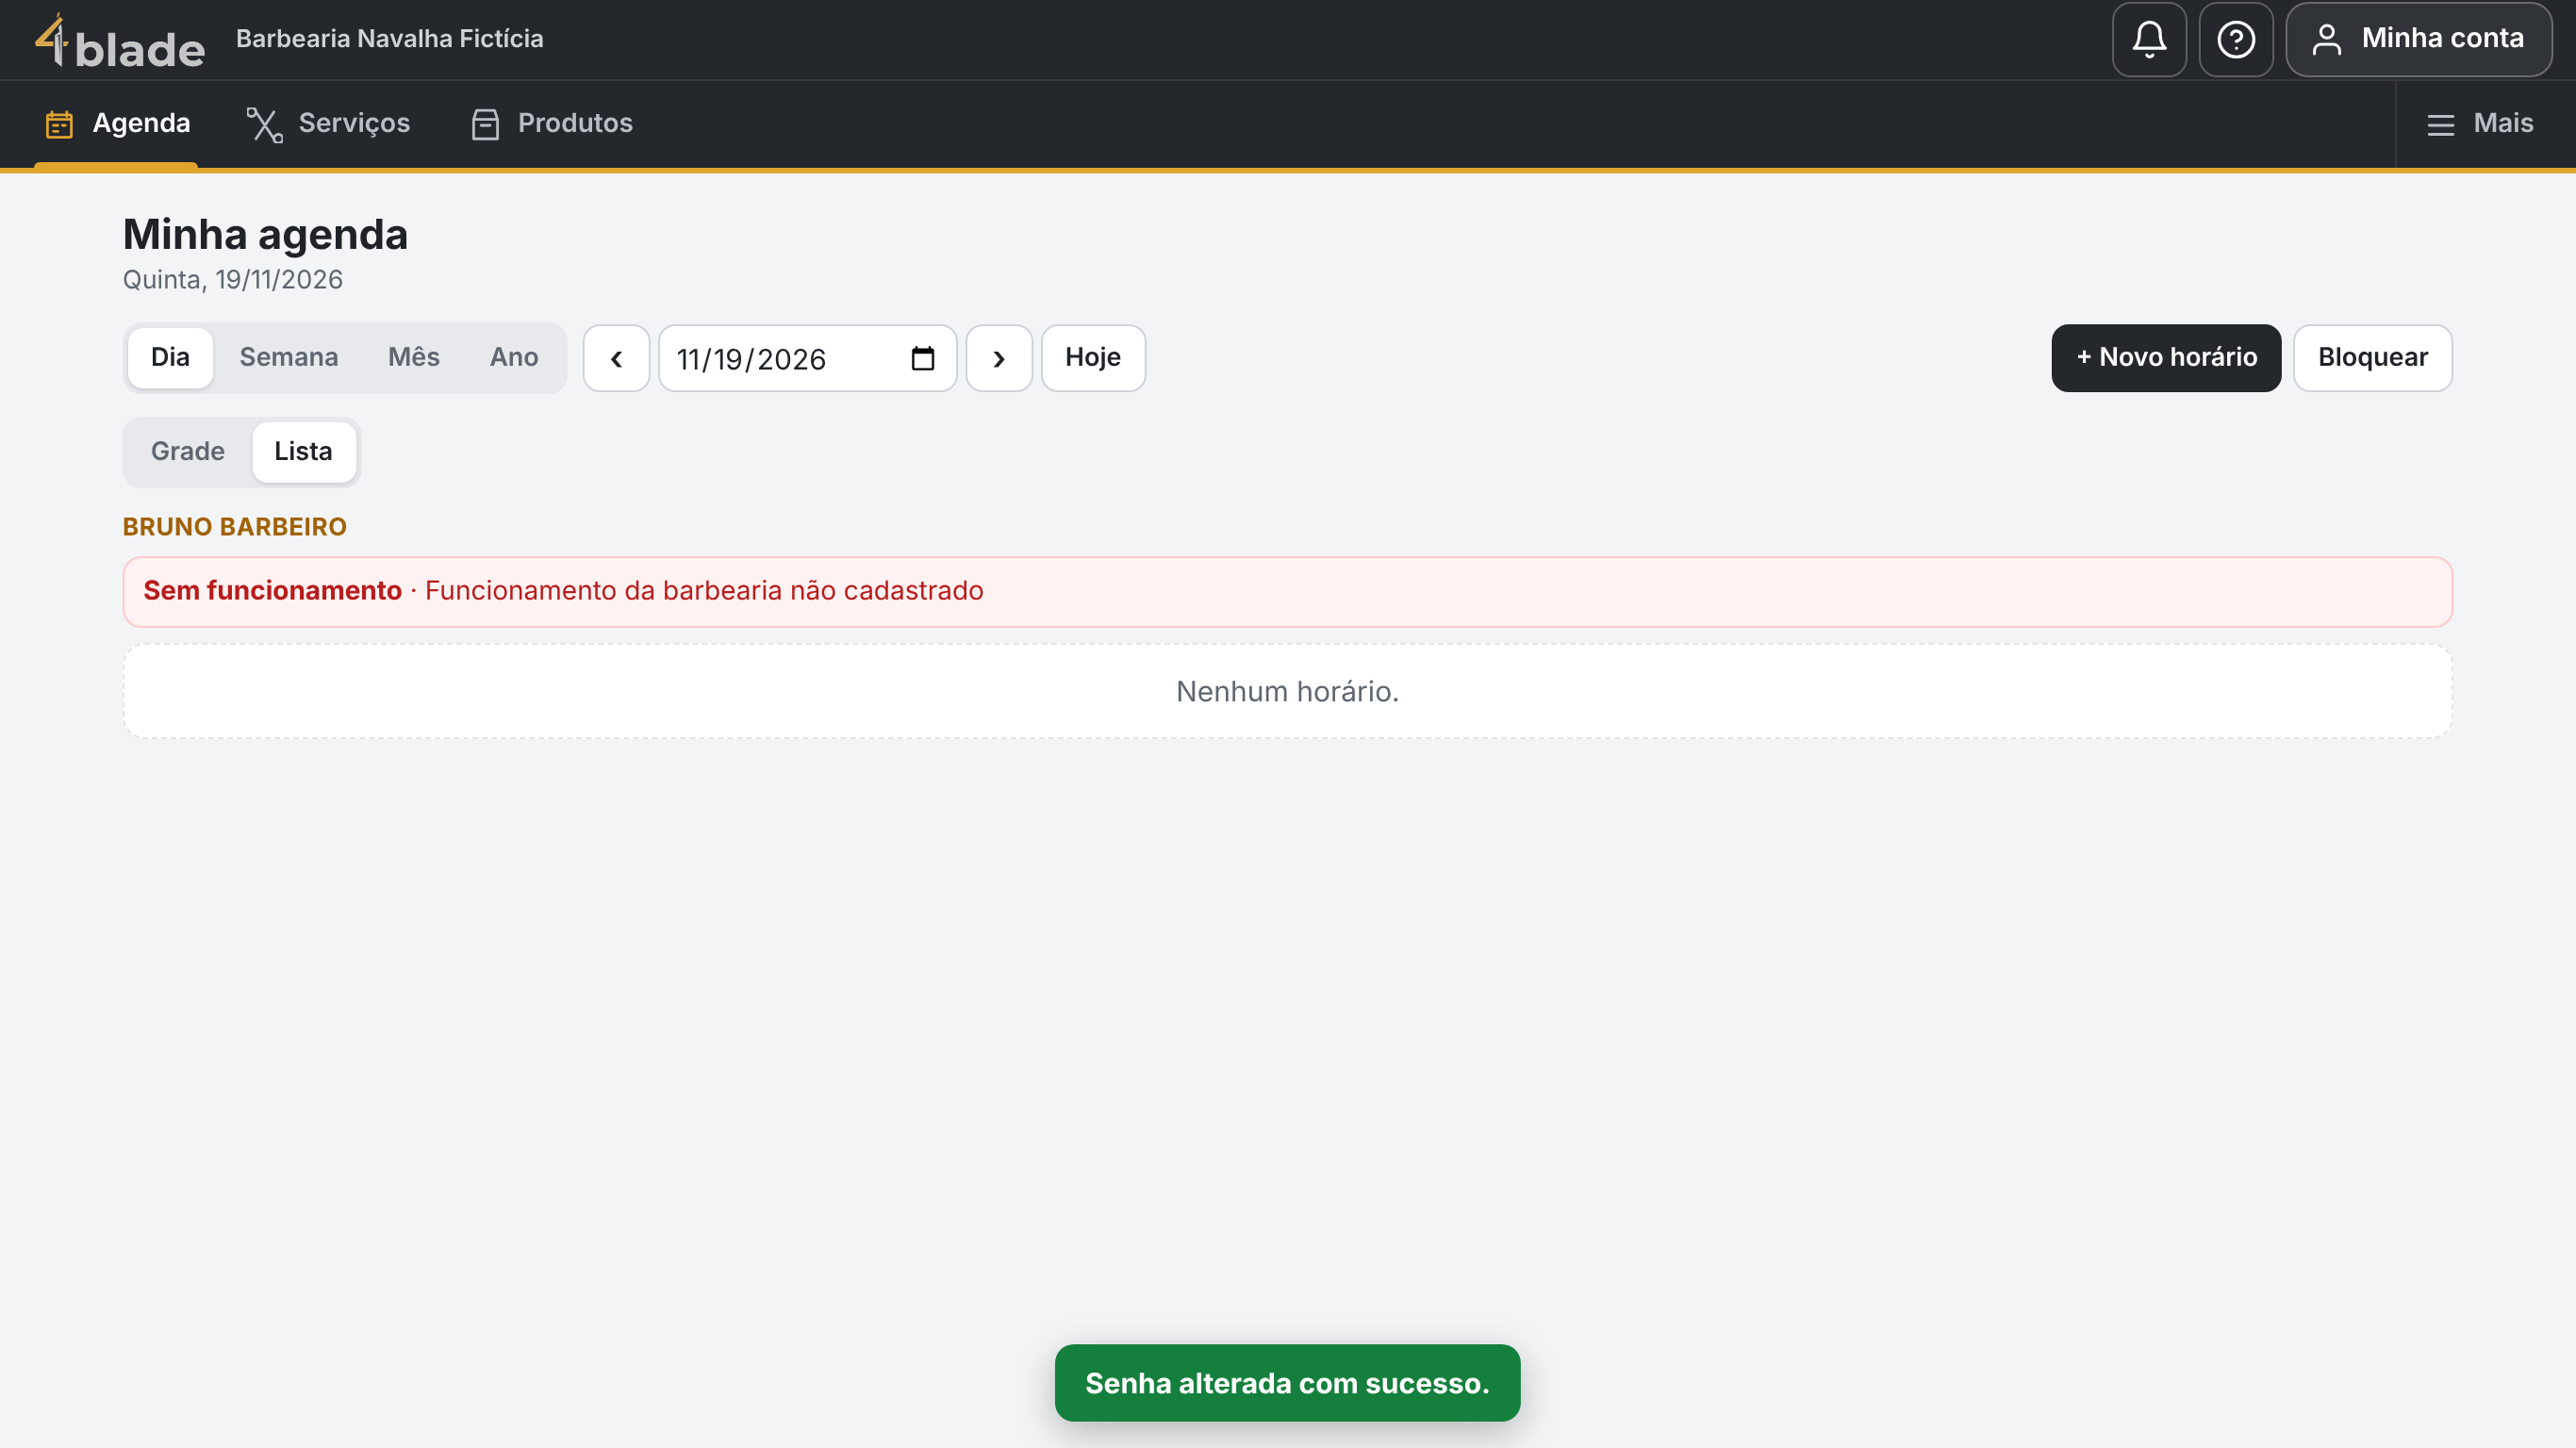 4blade
Barbearia Navalha Fictícia
Minha conta
Agenda
Serviços
Produtos
Mais
Minha agenda
Quinta, 19/11/2026
Dia
Semana
Mês
Ano
‹
11/19/2026
›
Hoje
+ Novo horário
Bloquear
Grade
Lista
BRUNO BARBEIRO
Sem funcionamento · Funcionamento da barbearia não cadastrado
Nenhum horário.
Senha alterada com sucesso.